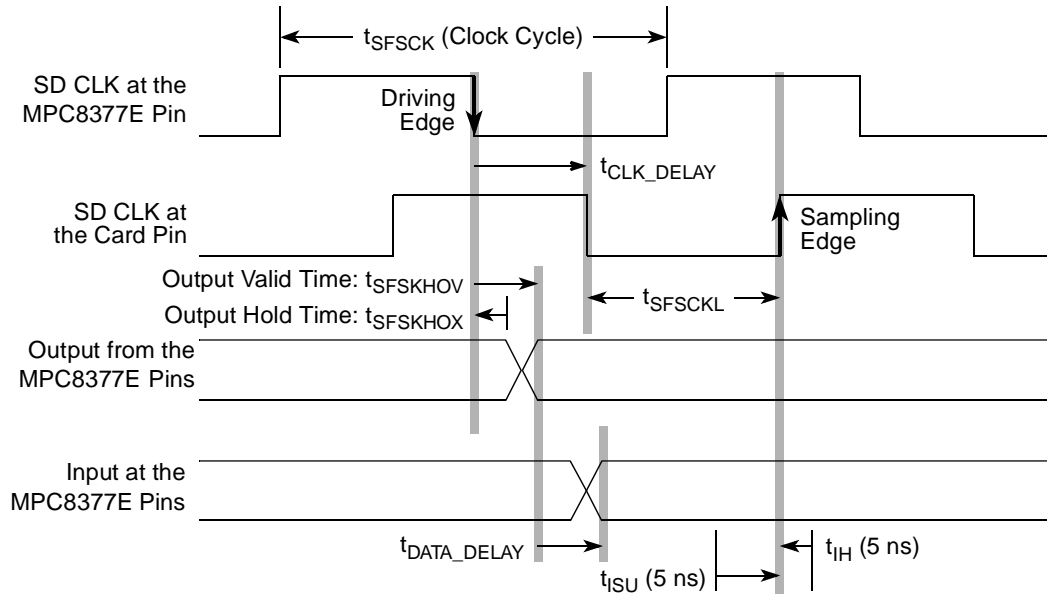 tSFSCK (Clock Cycle)
SD CLK at the
MPC8377E Pin
Driving
Edge
tCLK_DELAY
SD CLK at
the Card Pin
Sampling
Edge
Output Valid Time: tSFSKHOV
tSFSCKL
Output Hold Time: tSFSKHOX
Output from the
MPC8377E Pins
Input at the
MPC8377E Pins
tDATA_DELAY
tIH (5 ns)
tISU (5 ns)